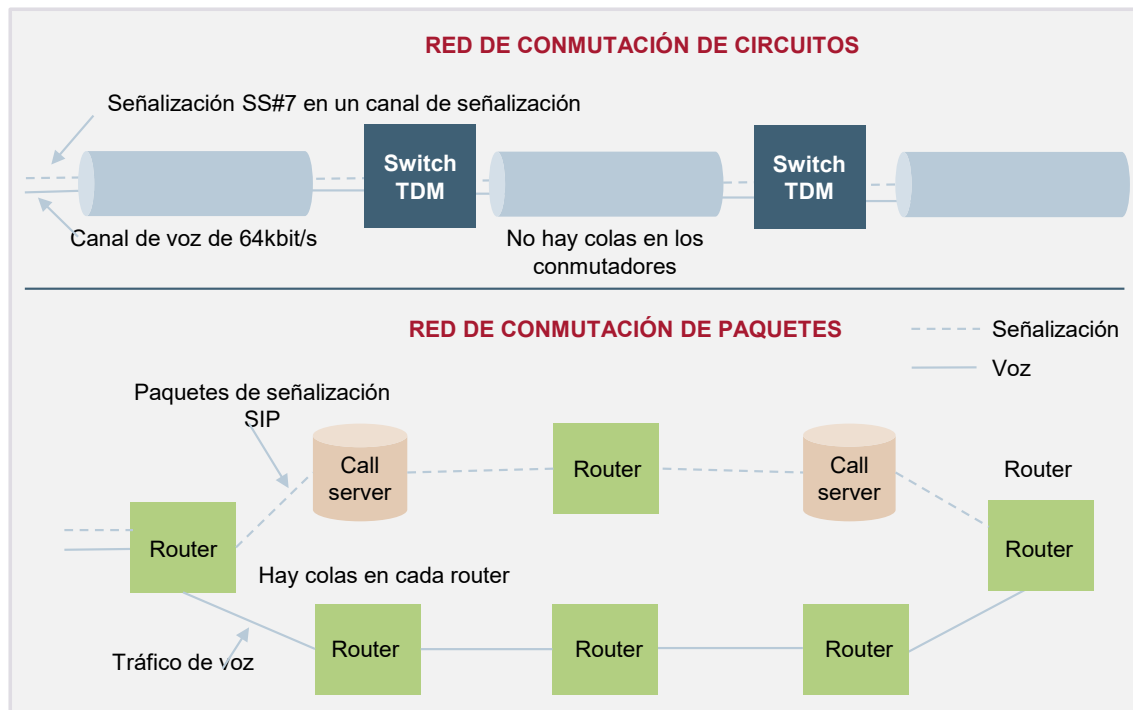 RED DE CONMUTACIÓN DE CIRCUITOS
Señalización SS#7 en un canal de señalización
Switch
TDM
Switch
TDM
Canal de voz de 64kbit/s
No hay colas en los
conmutadores
RED DE CONMUTACIÓN DE PAQUETES
Señalización
Voz
Paquetes de señalización
SIP
Call
server
Router
Call
server
Router
Router
Router
Hay colas en cada router
Router
Router
Router
Tráfico de voz